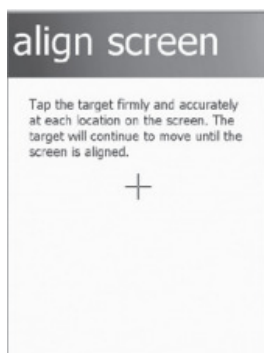 align screen
Tap the target firmly and accurately
at each location on the screen. The
target will continue to move until the
screen is aligned.